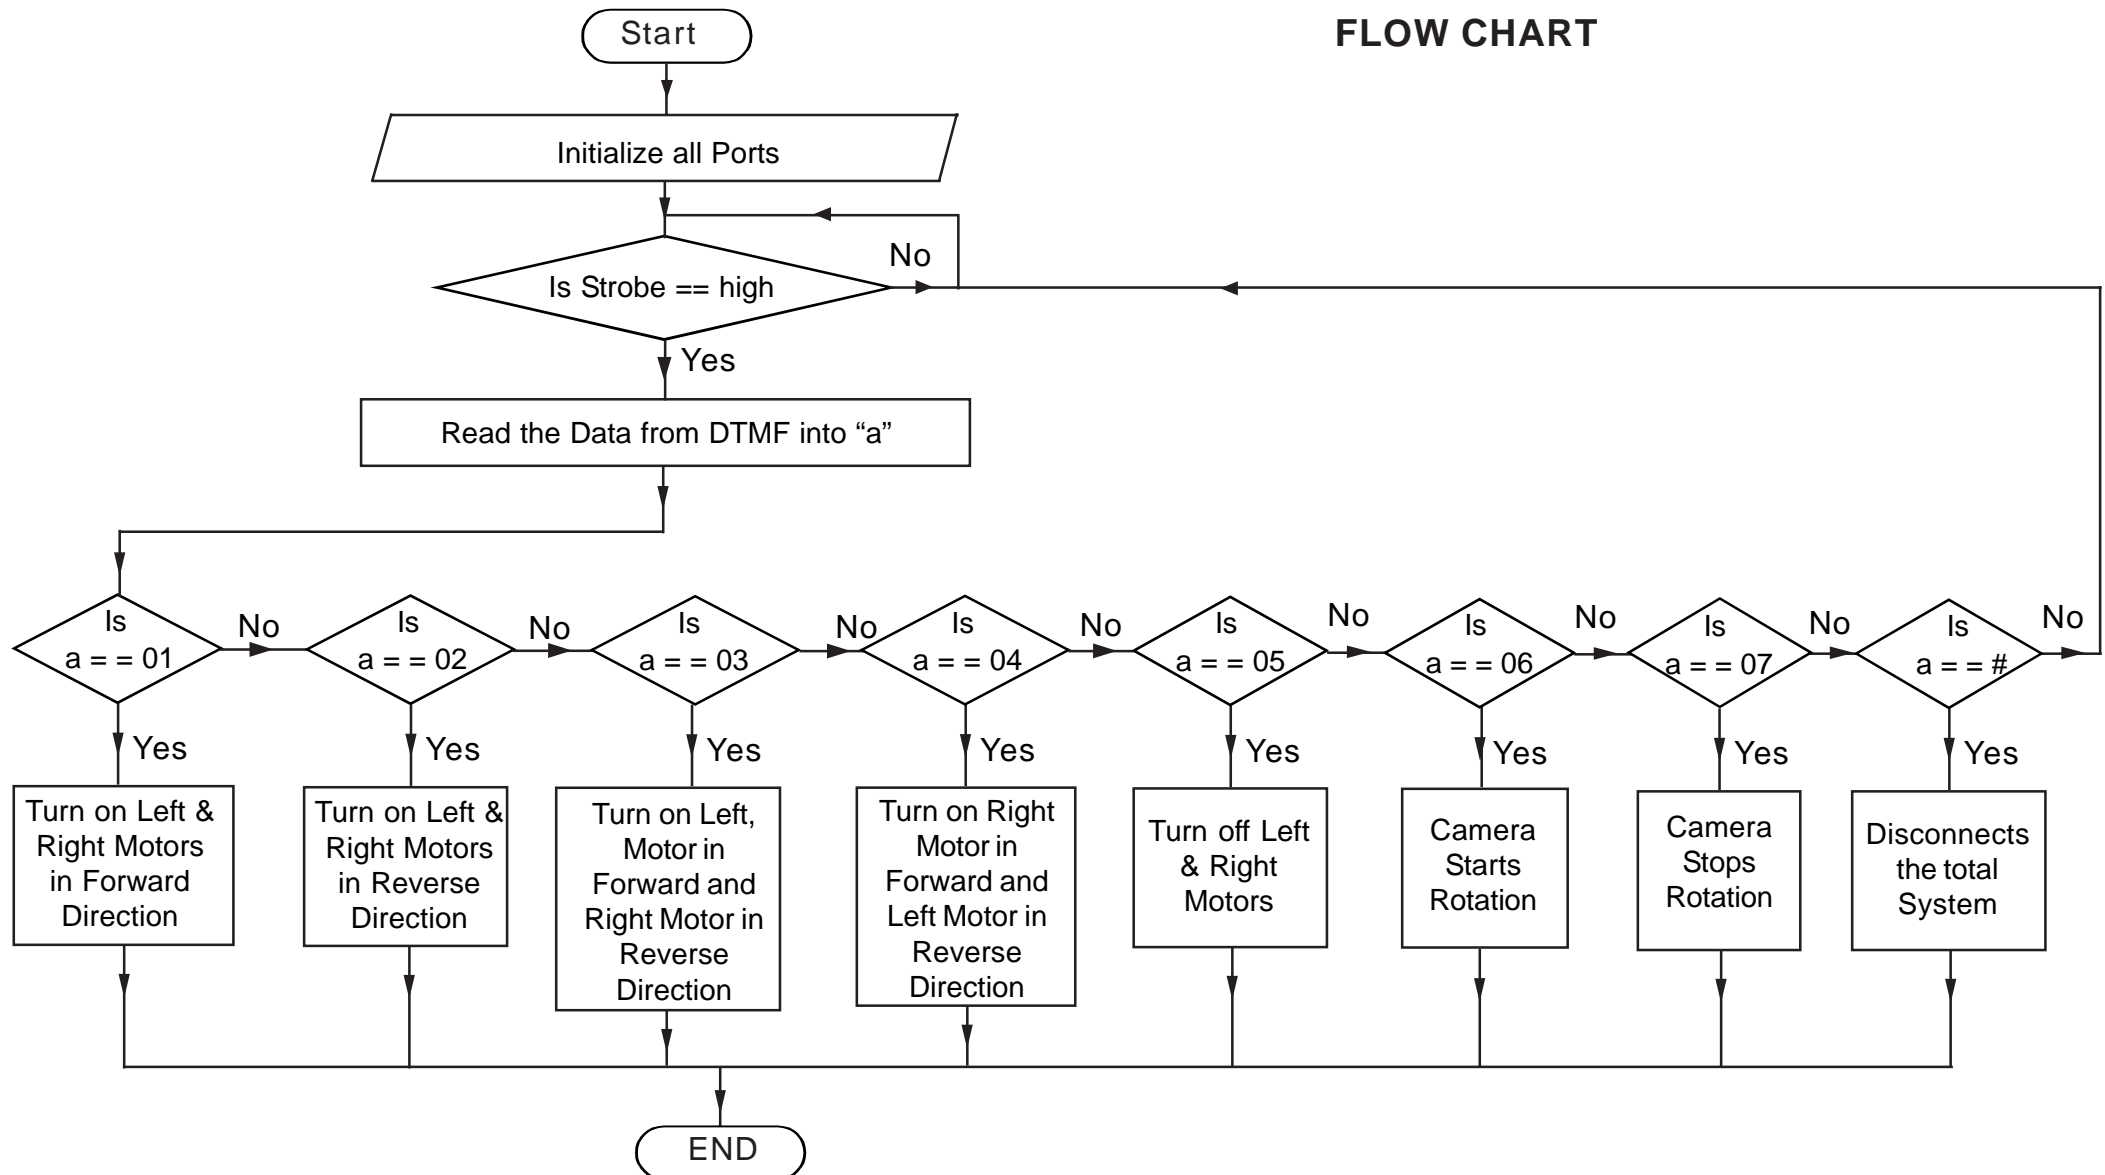 Start
FLOW CHART
Initialize all Ports
No
Is Strobe == high
Yes
Read the Data from DTMF into “a”
Is
a = = 01
No
Is
a = = 02
No
Is
a = = 03
No
Is
a = = 04
No
Is
a = = 05
No
Is
a = = 06
No
Is
a = = 07
No
Is
a = = #
No
Yes
Yes
Yes
Yes
Yes
Yes
Yes
Yes
Turn on Left &
Right Motors
in Forward
Direction
Turn on Left &
Right Motors
in Reverse
Direction
Turn on Left,
Motor in
Forward and
Right Motor in
Reverse
Direction
Turn on Right
Motor in
Forward and
Left Motor in
Reverse
Direction
Turn off Left
& Right
Motors
Camera
Starts
Rotation
Camera
Stops
Rotation
Disconnects
the total
System
END